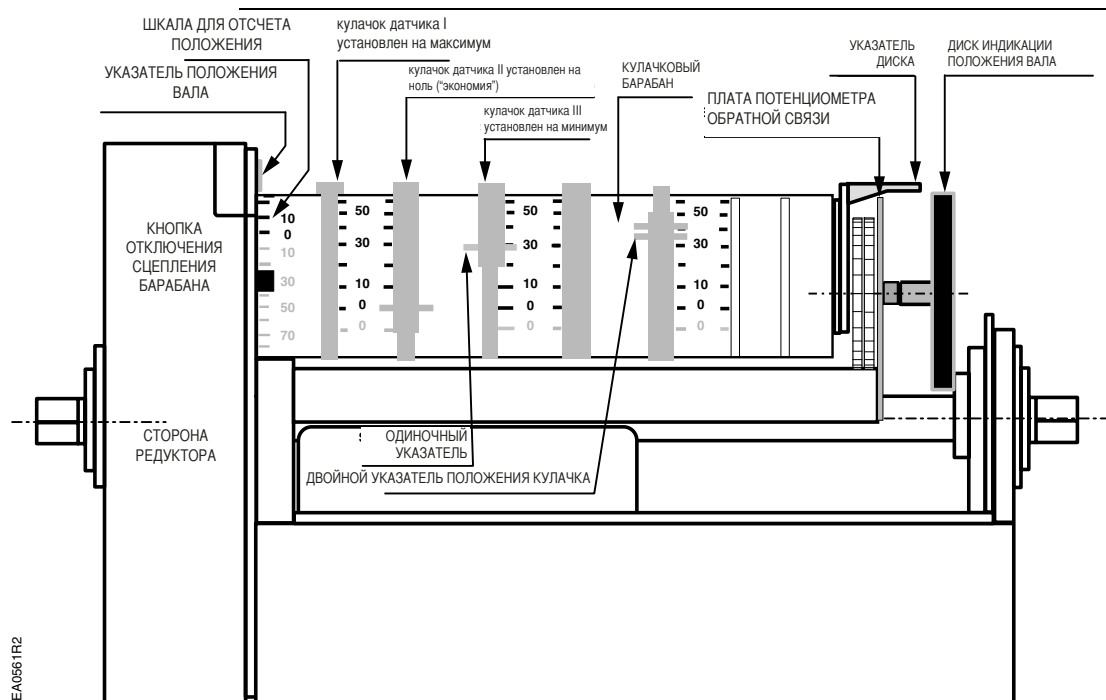 ШКАЛА ДЛЯ ОТСЧЕТА
ПОЛОЖЕНИЯ
УКАЗАТЕЛЬ ПОЛОЖЕНИЯ
ВАЛА
кулачок датчика I
установлен на максимум
кулачок датчика II установлен на
ноль ("экономия")
кулачок датчика III
установлен на минимум
КУЛАЧКОВЫЙ
БАРАБАН
ПЛАТА ПОТЕНЦИОМЕТРА
ОБРАТНОЙ СВЯЗИ
УКАЗАТЕЛЬ
ДИСКА
ДИСК ИНДИКАЦИИ
ПОЛОЖЕНИЯ ВАЛА
КНОПКА
ОТКЛЮЧЕНИЯ
СЦЕПЛЕНИЯ
БАРАБАНА
10
0
10
30
50
70
50
30
10
0
0
50
30
10
0
0
50
30
10
0
0
СТОРОНА
РЕДУКТОРА
ОДИНОЧНЫЙ
УКАЗАТЕЛЬ
ДВОЙНОЙ УКАЗАТЕЛЬ ПОЛОЖЕНИЯ КУЛАЧКА
EA0561R2